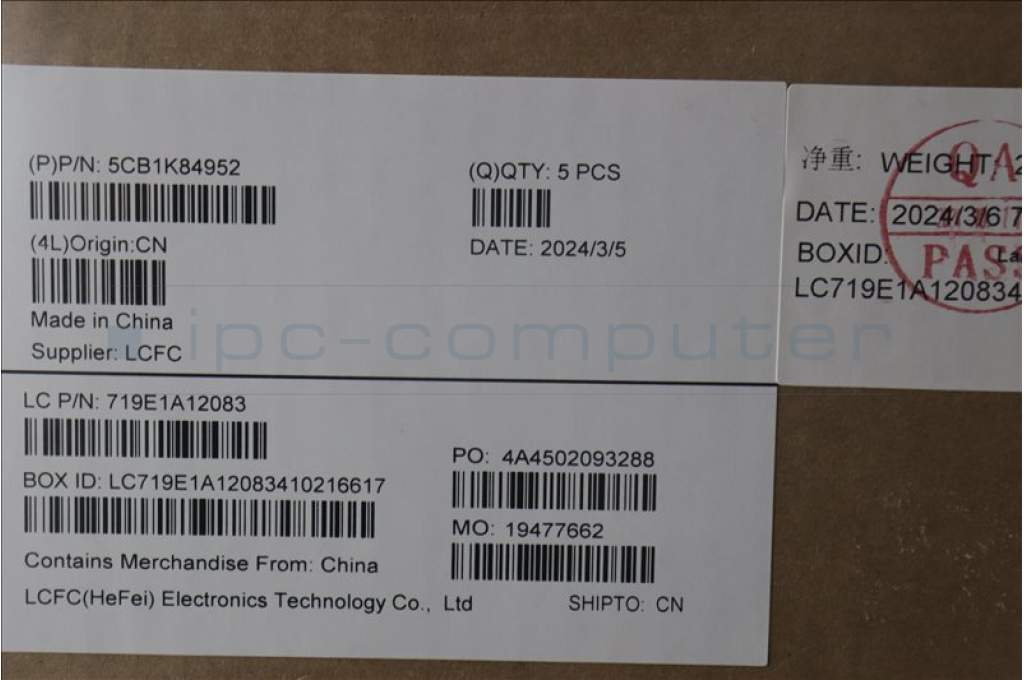 (P)P/N: 5CB1K84952
(Q)QTY: 5 PCS
(4L)Origin:CN
DATE: 2024/3/5
Made in China
Supplier: LCFC
ipc-computer
LC P/N: 719E1A12083
PO: 4A4502093288
BOX ID: LC719E1A12083410216617
MO: 19477662
Contains Merchandise From: China
LCFC(HeFei) Electronics Technology Co., Ltd
SHIPTO: CN
净重: WEIGHT
DATE: 2024/3/6 7
BOXID:
LC719E1A120834
QA
PASS